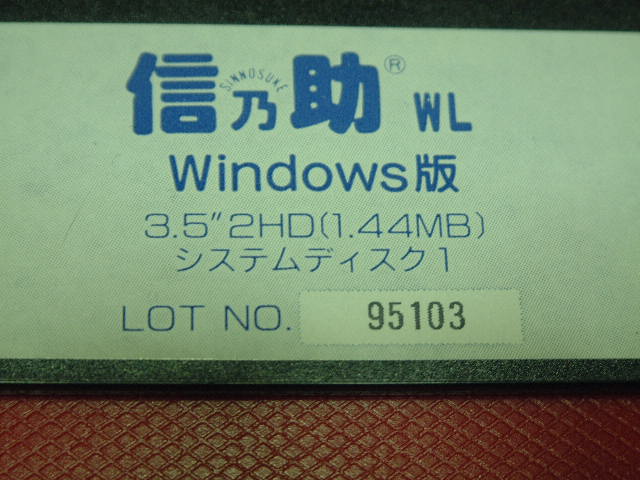 信乃助® WL
SINNOSUKE
Windows版
3.5"2HD(1.44MB)
システムディスク1
LOT NO. 95103